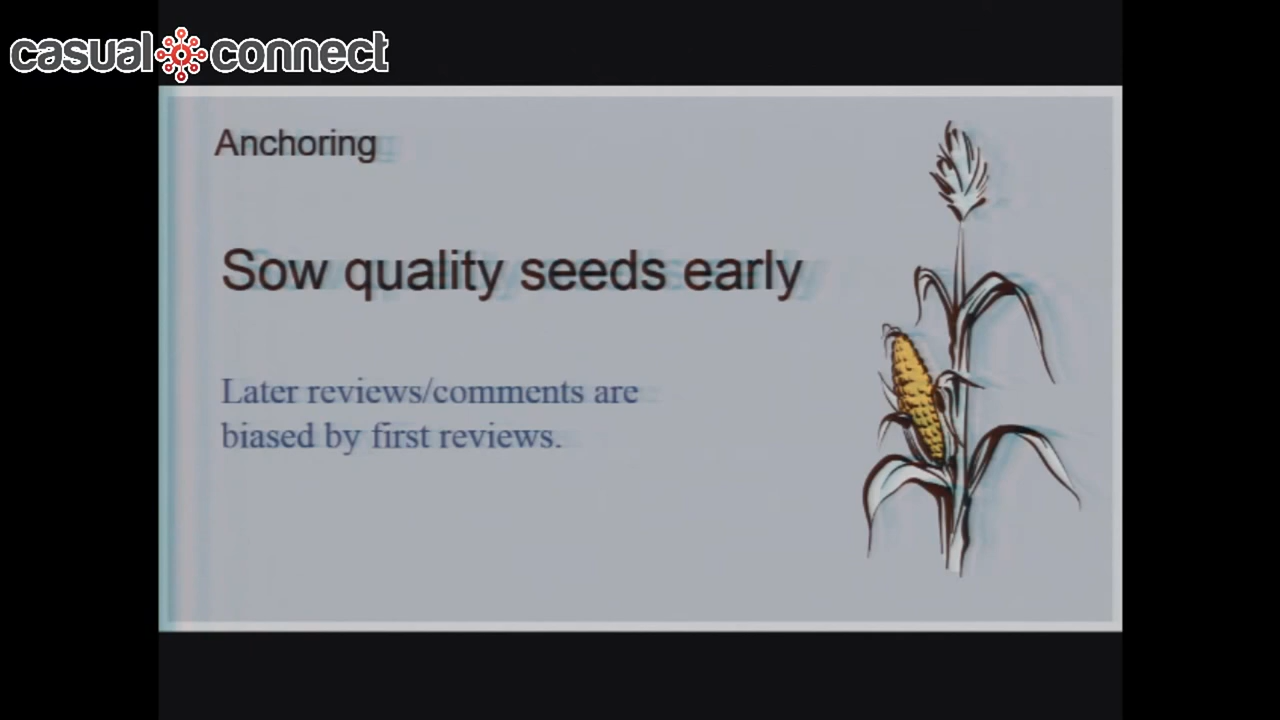 casual connect
Anchoring
Sow quality seeds early
Later reviews/comments are
biased by first reviews.